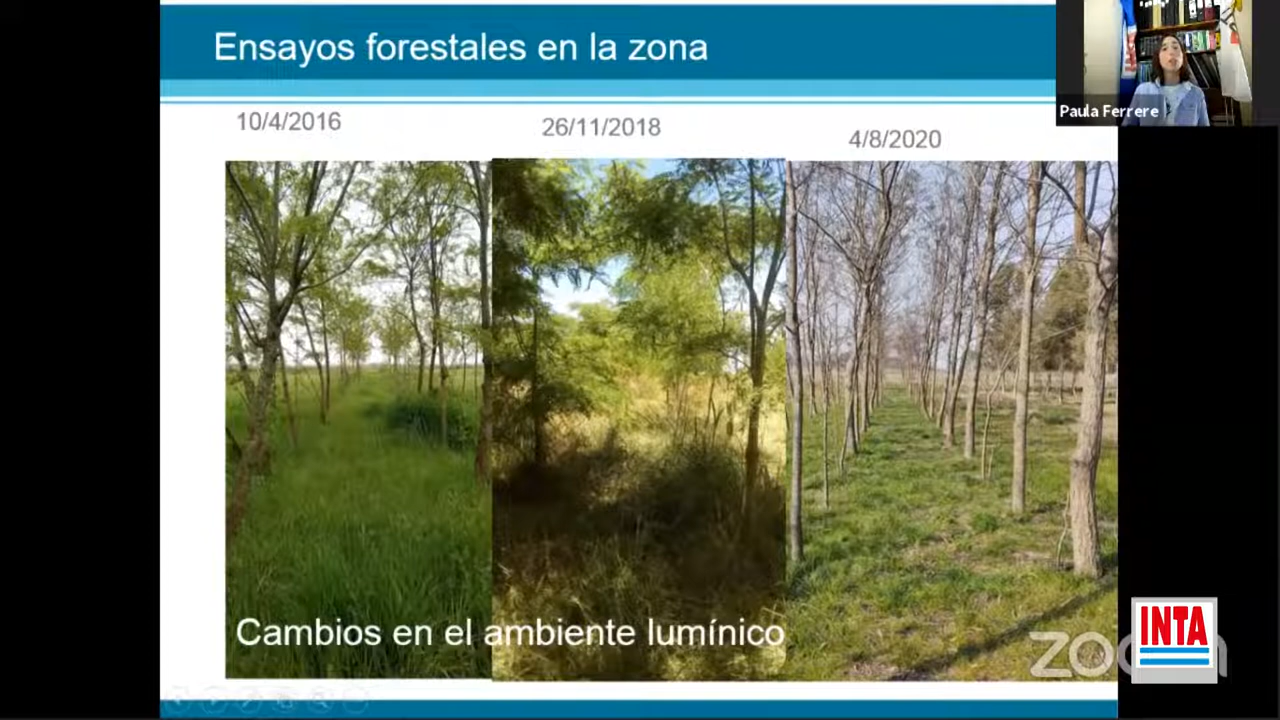 Ensayos forestales en la zona
Paula Ferrere
10/4/2016
26/11/2018
4/8/2020
Cambios en el ambiente lumínico
zoom
INTA